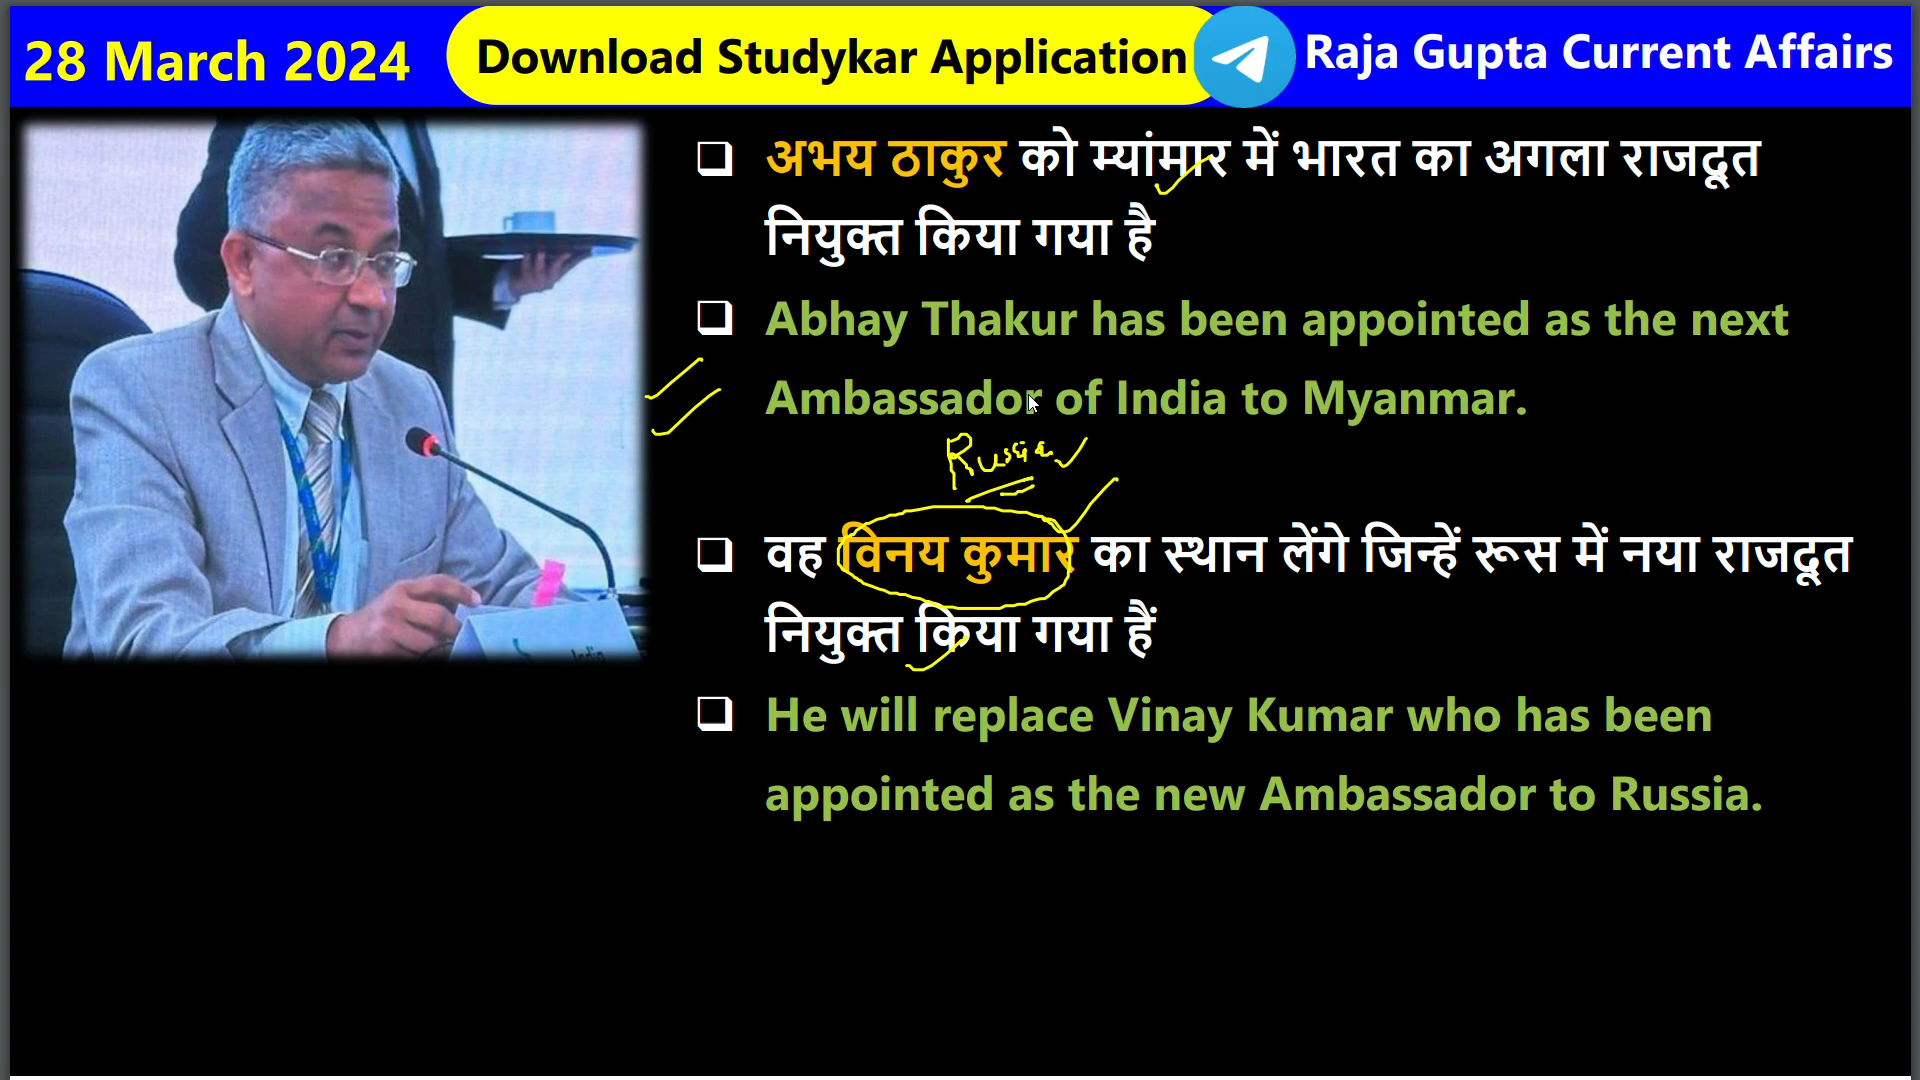 28 March 2024
Download Studykar Application
Raja Gupta Current Affairs
अभय ठाकुर को म्यांमार में भारत का अगला राजदूत
नियुक्त किया गया है
Abhay Thakur has been appointed as the next
Ambassador of India to Myanmar.
Russia
वह विनय कुमार का स्थान लेंगे जिन्हें रूस में नया राजदूत
नियुक्त किया गया हैं
He will replace Vinay Kumar who has been
appointed as the new Ambassador to Russia.
India